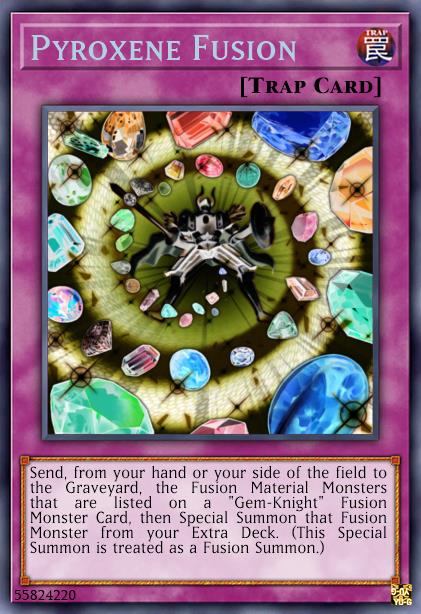 Pyroxene Fusion
TRAP
罠
[Trap Card]
Send, from your hand or your side of the field to
the Graveyard, the Fusion Material Monsters
that are listed on a "Gem-Knight" Fusion
Monster Card, then Special Summon that Fusion
Monster from your Extra Deck. (This Special
Summon is treated as a Fusion Summon.)
55824220